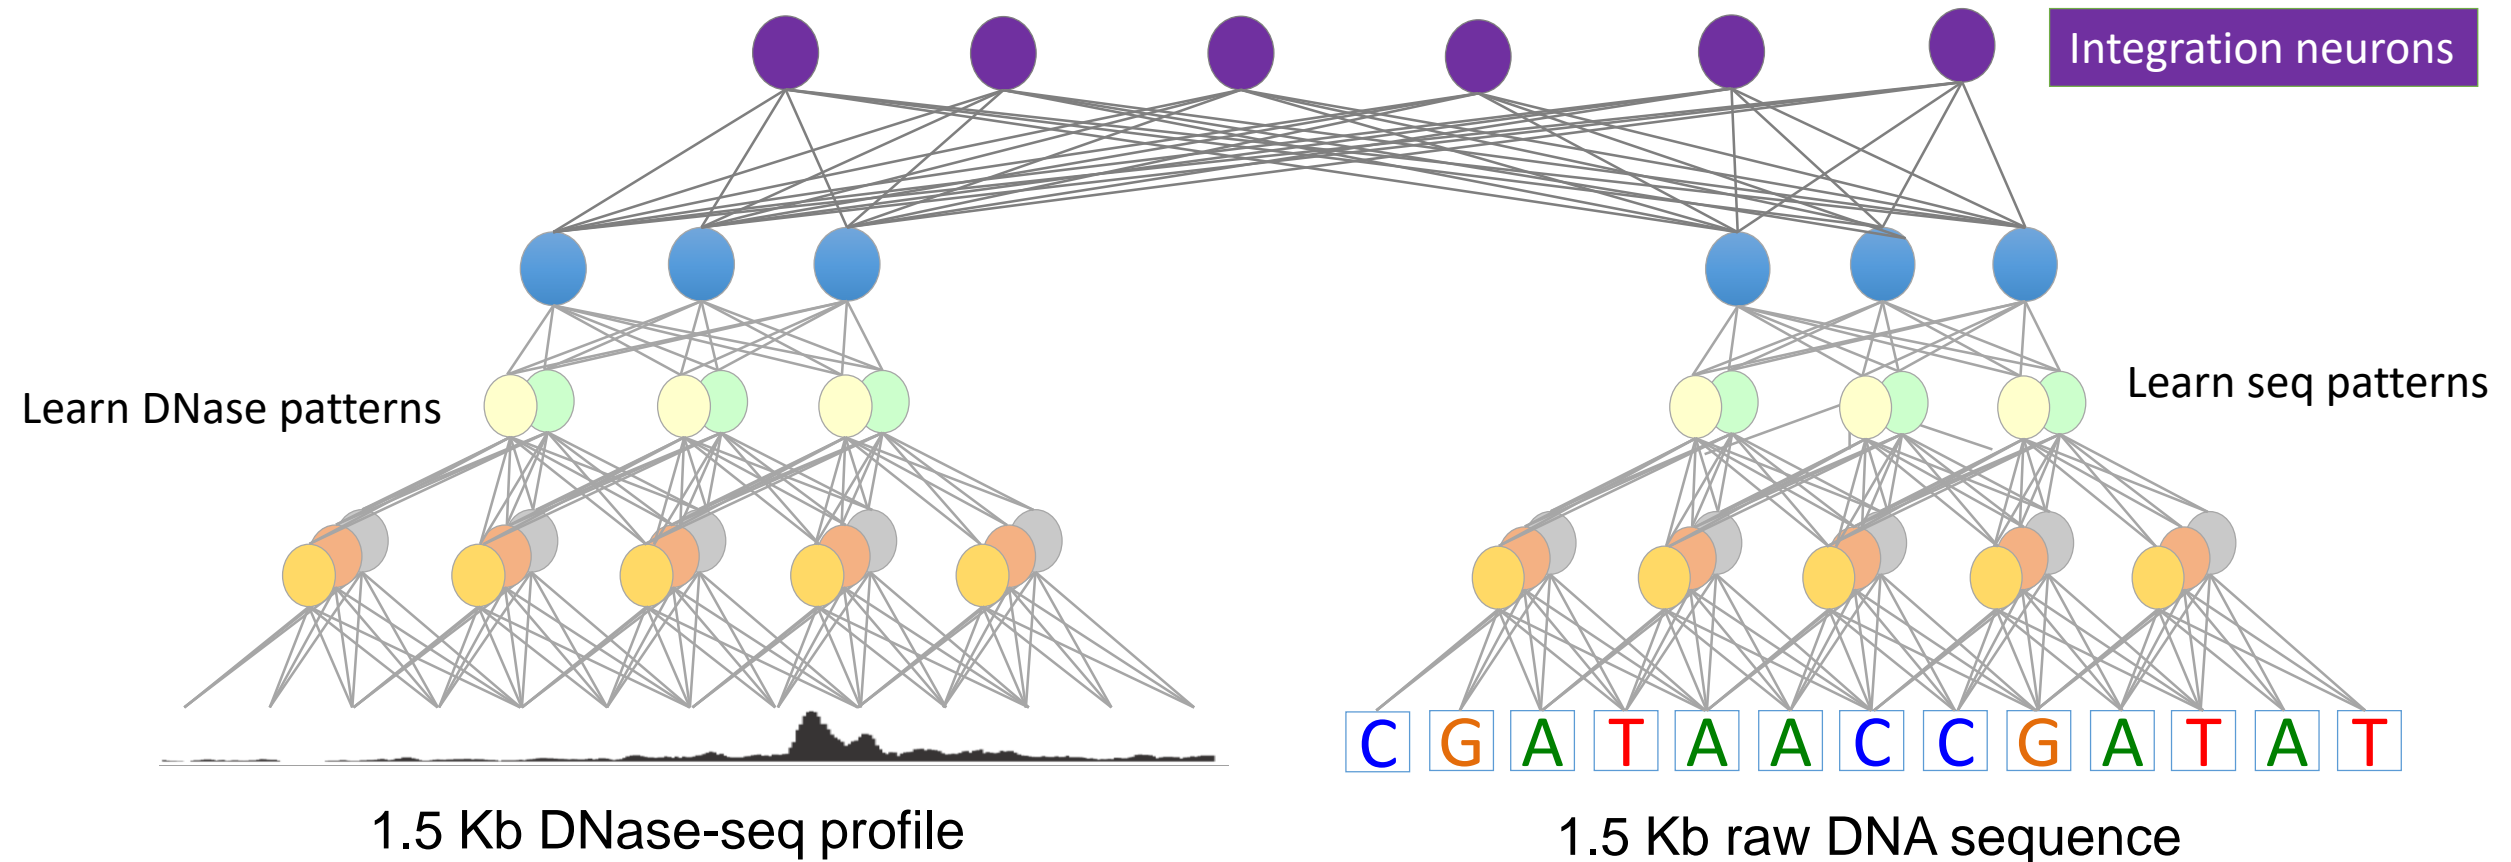 Integration neurons
Learn DNase patterns
Learn seq patterns
C G A T A A C C G A T A T
1.5 Kb DNase-seq profile
1.5 Kb raw DNA sequence